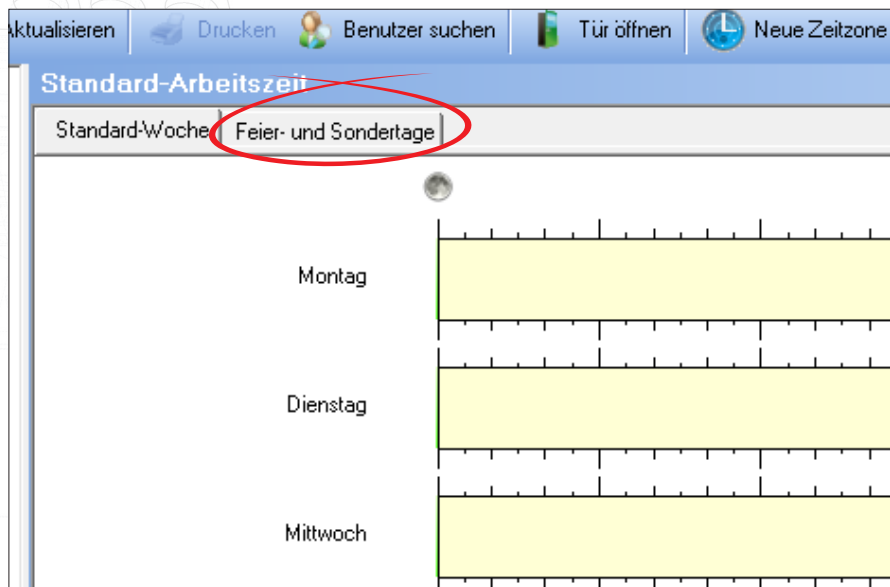 Aktualisieren Drucken Benutzer suchen Tür öffnen Neue Zeitzone
Standard-Arbeitszeit
Standard-Woche Feier- und Sondertage
Montag
Dienstag
Mittwoch